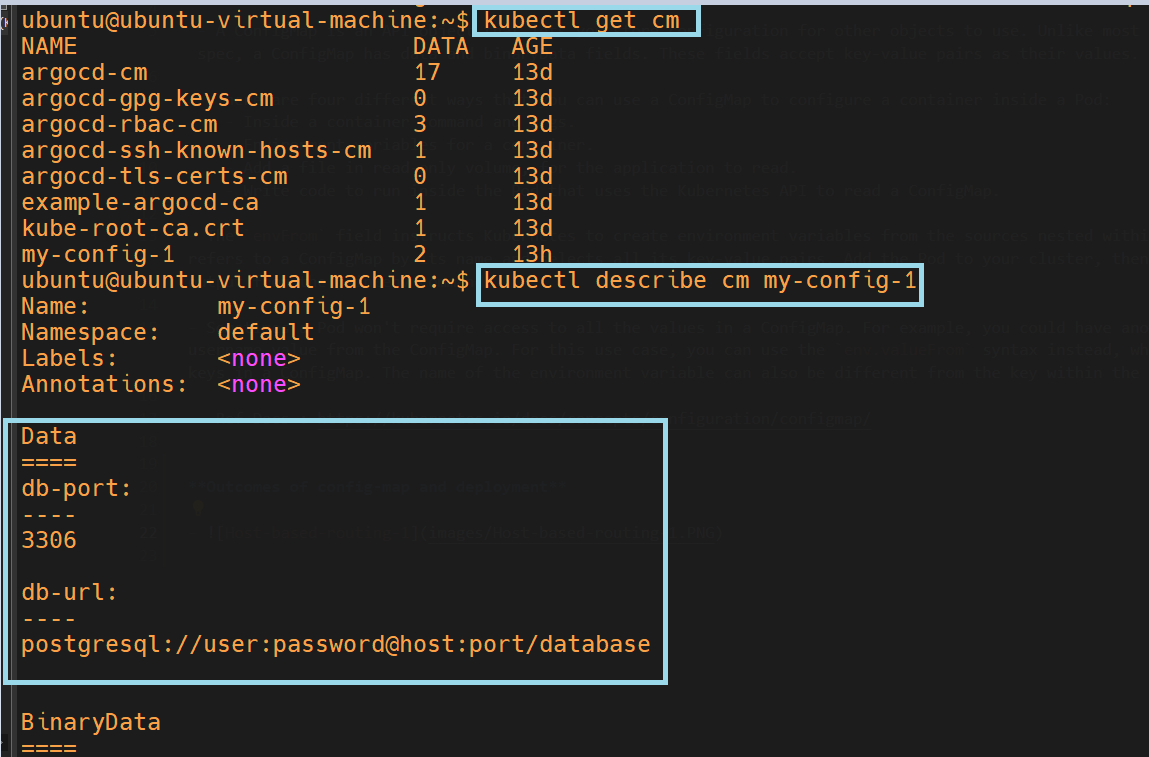 ubuntu@ubuntu-virtual-machine:~$ kubectl get cm
NAME DATA AGE
argocd-cm 17 13d
argocd-gpg-keys-cm 0 13d
argocd-rbac-cm 3 13d
argocd-ssh-known-hosts-cm 1 13d
argocd-tls-certs-cm 0 13d
example-argocd-ca 1 13d
kube-root-ca.crt 1 13d
my-config-1 2 13h
ubuntu@ubuntu-virtual-machine:~$ kubectl describe cm my-config-1
Name: my-config-1
Namespace: default
Labels: <none>
Annotations: <none>
Data
====
db-port:
----
3306
db-url:
----
postgresql://user:password@host:port/database
BinaryData
====